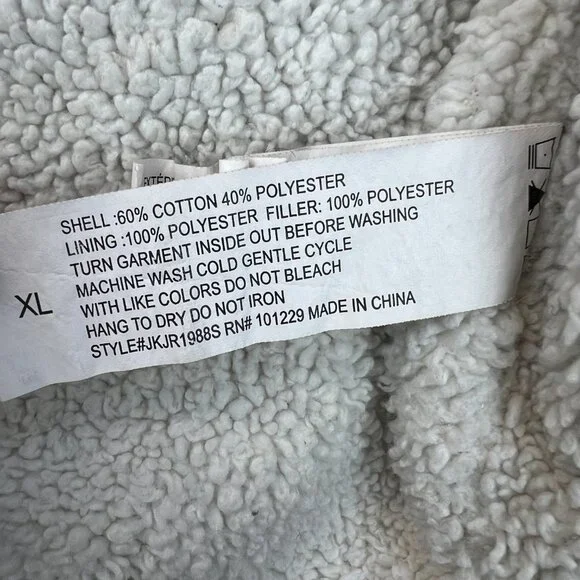 EXTÉR
SHELL :60% COTTON 40% POLYESTER
LINING :100% POLYESTER FILLER: 100% POLYESTER
TURN GARMENT INSIDE OUT BEFORE WASHING
MACHINE WASH COLD GENTLE CYCLE
WITH LIKE COLORS DO NOT BLEACH
HANG TO DRY DO NOT IRON
STYLE#JKJR1988S RN# 101229 MADE IN CHINA
XL